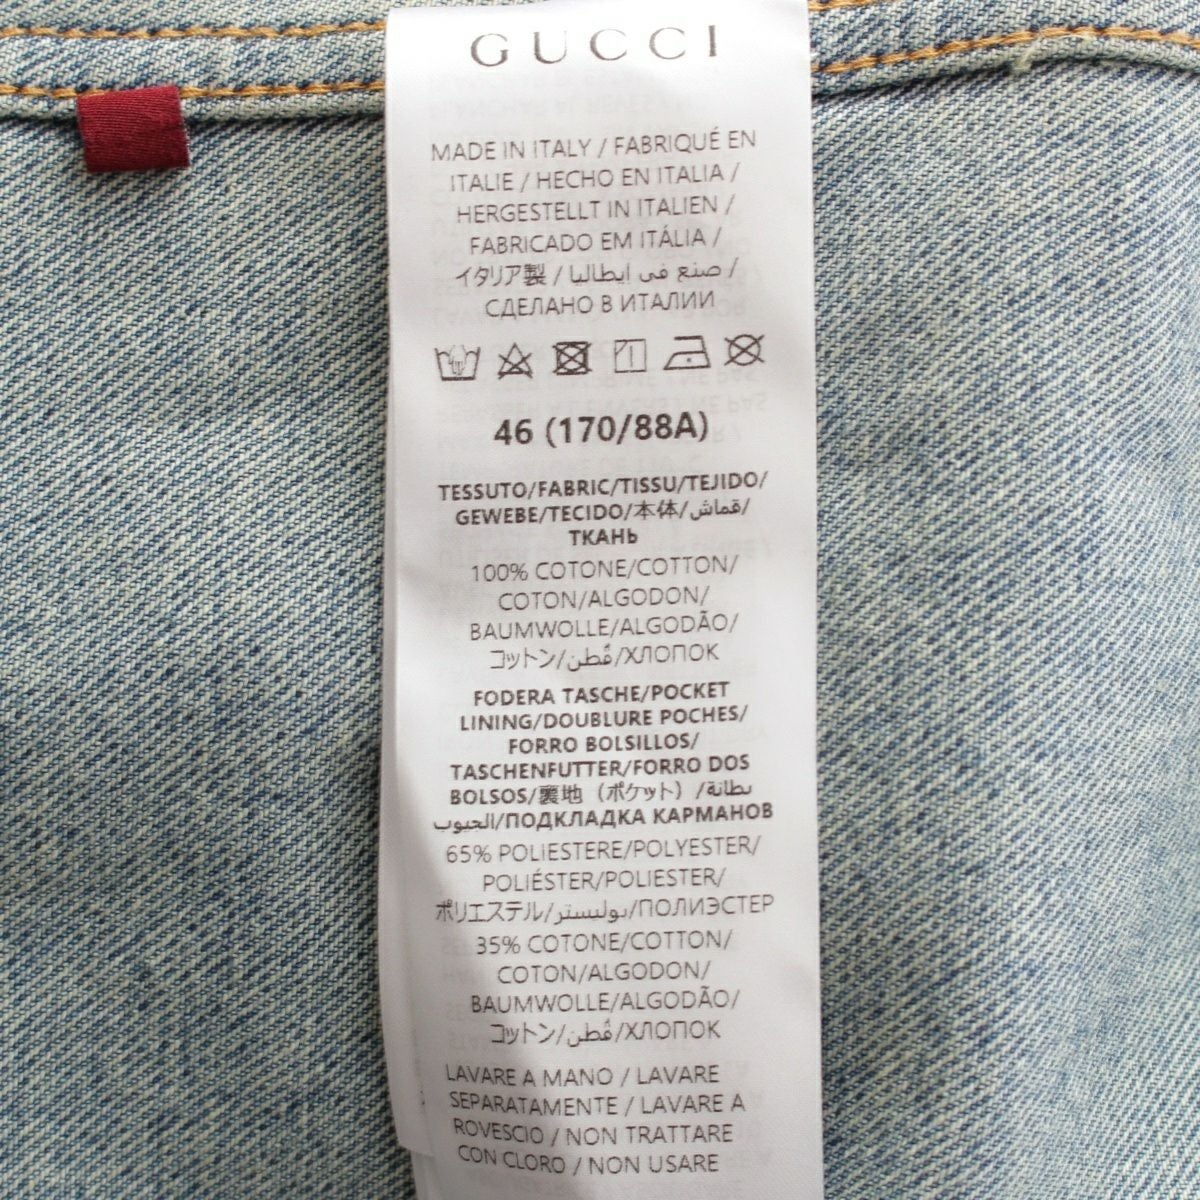 GUCCI
MADE IN ITALY / FABRIQUÉ EN
ITALIE / HECHO EN ITALIA /
HERGESTELLT IN ITALIEN /
FABRICADO EM ITÁLIA /
イタリア製 / صنع في ايطاليا /
СДЕЛАНО В ИТАЛИИ
46 (170/88A)
TESSUTO/FABRIC/TISSU/TEJIDO/
GEWEBE/TECIDO/本体/قماش/
ТКАНЬ
100% COTONE/COTTON/
COTON/ALGODON/
BAUMWOLLE/ALGODÃO/
コットン/قُطن/ХЛОПОК
FODERA TASCHE/POCKET
LINING/DOUBLURE POCHES/
FORRO BOLSILLOS/
TASCHENFUTTER/FORRO DOS
BOLSOS/裏地（ポケット）/بطانة
الجيوب/ПОДКЛАДКА КАРМАНОВ
65% POLIESTERE/POLYESTER/
POLIÉSTER/POLIESTER/
ポリエステル/بوليستر/ПОЛИЭСТЕР
35% COTONE/COTTON/
COTON/ALGODON/
BAUMWOLLE/ALGODÃO/
コットン/قُطن/ХЛОПОК
LAVARE A MANO / LAVARE
SEPARATAMENTE / LAVARE A
ROVESCIO / NON TRATTARE
CON CLORO / NON USARE